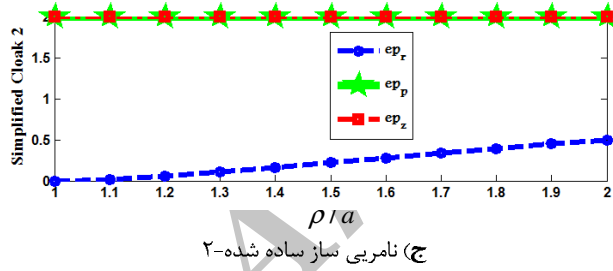 Simplified Cloak 2
2
1.5
1
0.5
0
ep_r
ep_p
ep_z
1 1.1 1.2 1.3 1.4 1.5 1.6 1.7 1.8 1.9 2
ρ / a
ج) نامریی ساز ساده شده-۲